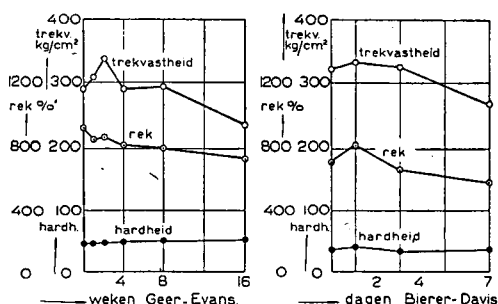 400 400
trekv. trekv.
kg/cm² kg/cm²
trekvastheid trekvastheid
1200 300 1200 300
rek %' rek %
800 200 rek 800 200 rek
400 100 400 100
hardh. hardheid hardh. hardheid
0 0 4 8 16 0 0 2 4 7
weken Geer-Evans. dagen Bierer-Davis